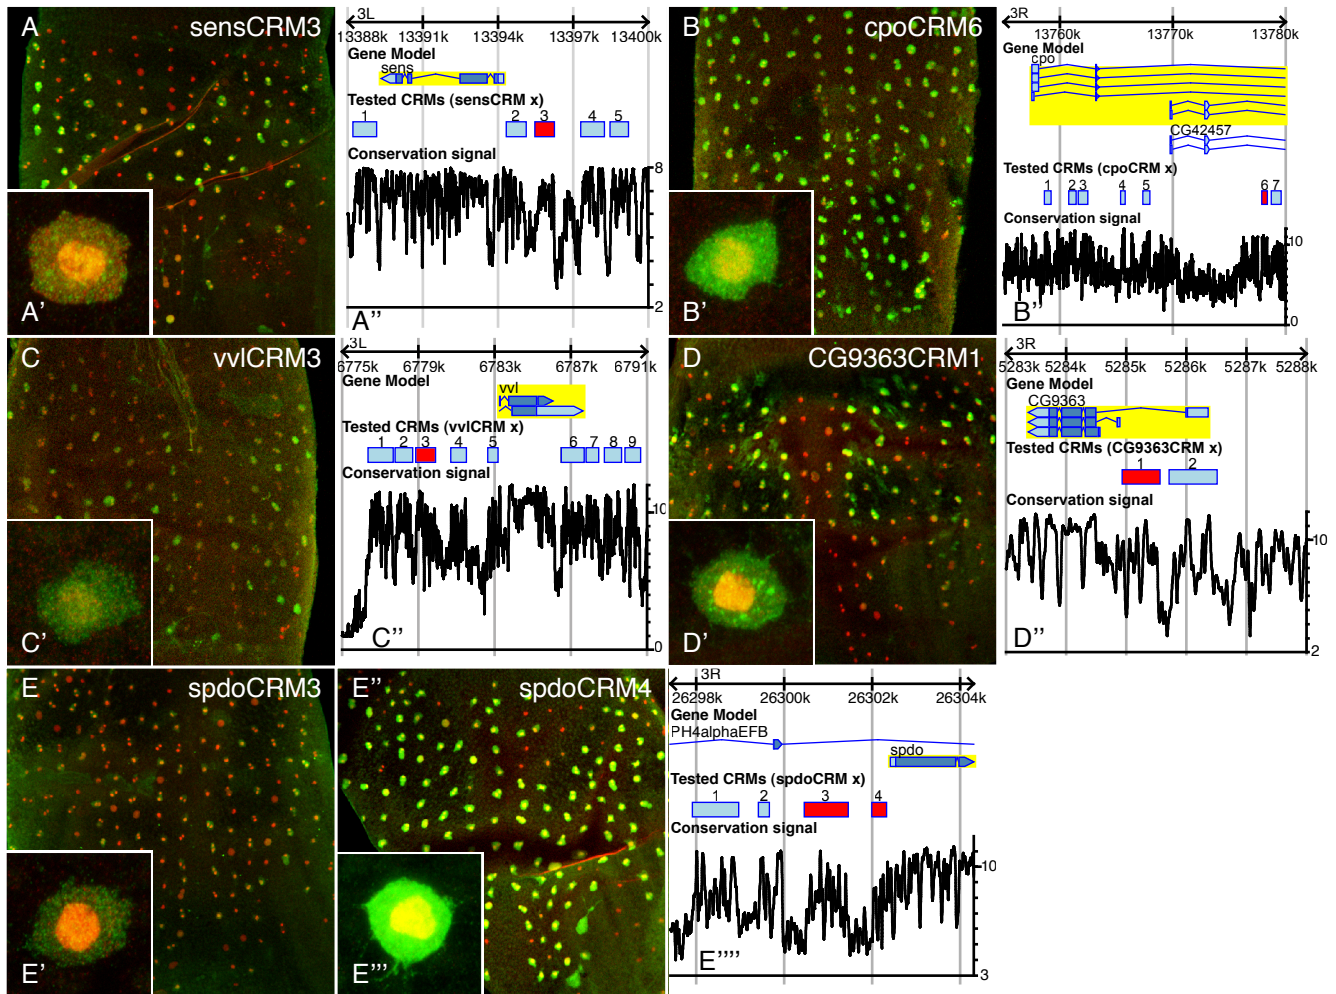 A
sensCRM3
A'
3L
13388k 13391k 13394k 13397k 13400k
Gene Model
sens
Tested CRMs (sensCRM x)
1 2 3 4 5
Conservation signal
8
2
A''
B
cpoCRM6
B'
3R
13760k 13770k 13780k
Gene Model
cpo
CG42457
Tested CRMs (cpoCRM x)
1 2 3 4 5 6 7
Conservation signal
10
0
B''
C
vvlCRM3
C'
3L
6775k 6779k 6783k 6787k 6791k
Gene Model
vvl
Tested CRMs (vvlCRM x)
1 2 3 4 5 6 7 8 9
Conservation signal
10
0
C''
D
CG9363CRM1
D'
3R
5283k 5284k 5285k 5286k 5287k 5288k
Gene Model
CG9363
Tested CRMs (CG9363CRM x)
1 2
Conservation signal
10
2
D''
E
spdoCRM3
E'
E''
spdoCRM4
E'''
3R
26298k 26300k 26302k 26304k
Gene Model
PH4alphaEFB
spdo
Tested CRMs (spdoCRM x)
1 2 3 4
Conservation signal
10
3
E''''